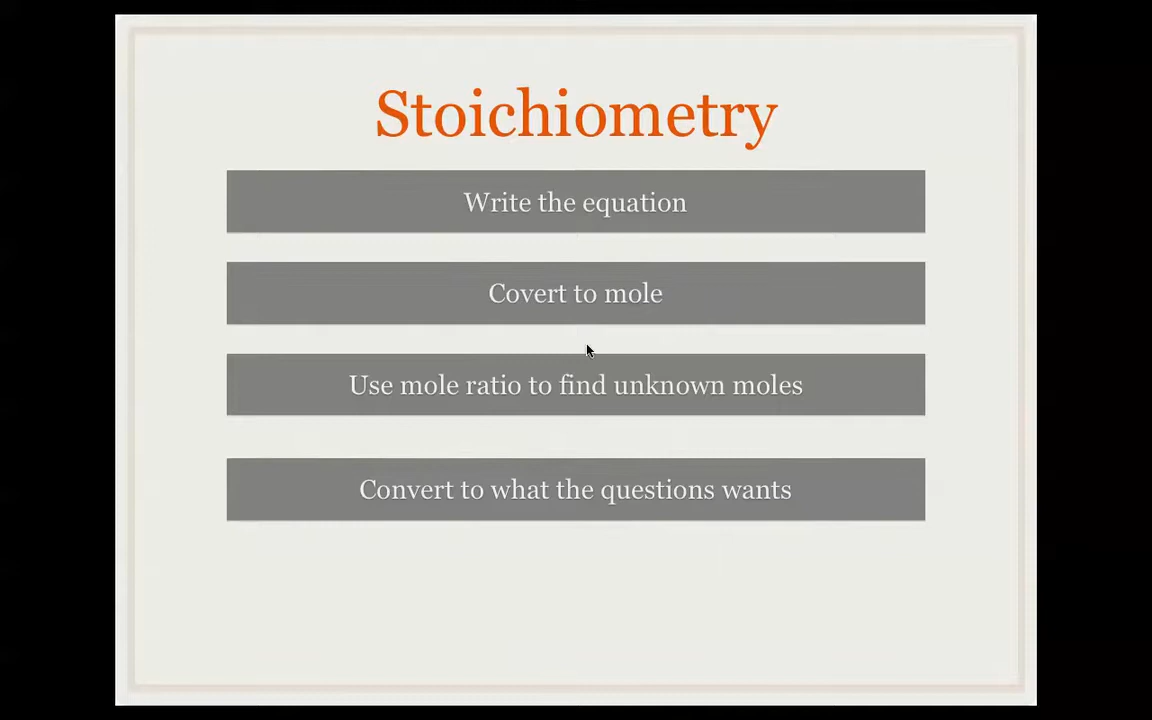 Stoichiometry
Write the equation
Covert to mole
Use mole ratio to find unknown moles
Convert to what the questions wants